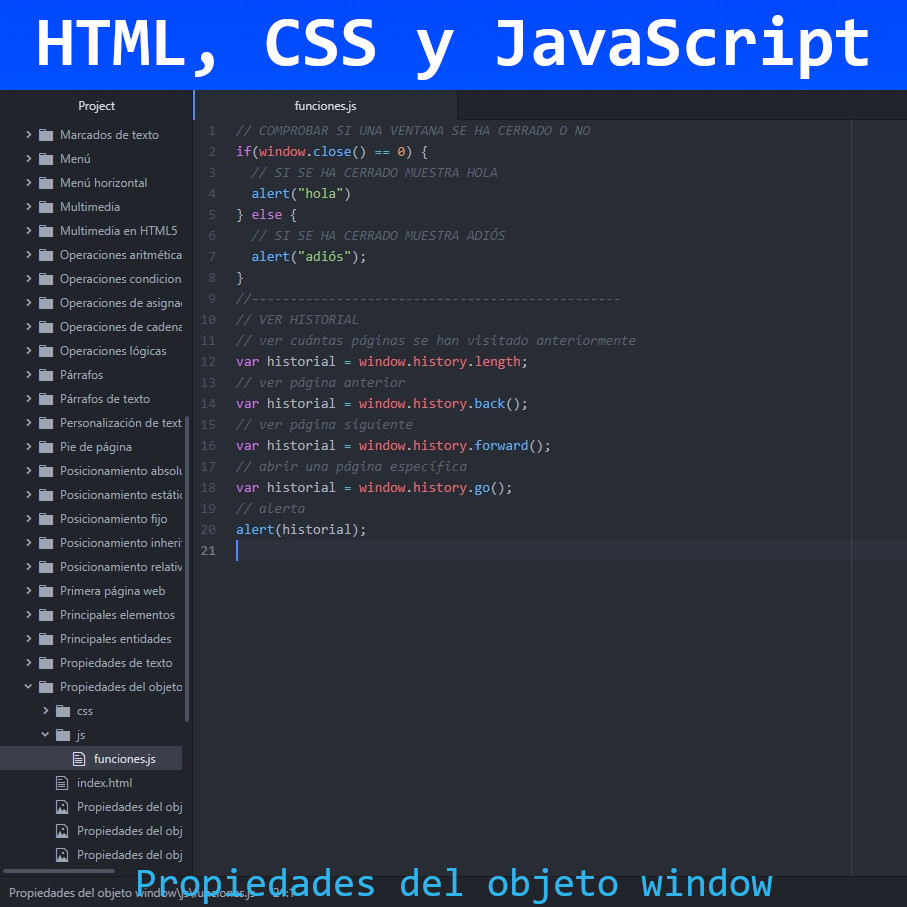 HTML, CSS y JavaScript
Project
funciones.js
Marcados de texto
Menú
Menú horizontal
Multimedia
Multimedia en HTML5
Operaciones aritmética
Operaciones condicion
Operaciones de asigna
Operaciones de cadena
Operaciones lógicas
Párrafos
Párrafos de texto
Personalización de text
Pie de página
Posicionamiento absolu
Posicionamiento estátic
Posicionamiento fijo
Posicionamiento inheri
Posicionamiento relativ
Primera página web
Principales elementos
Principales entidades
Propiedades de texto
Propiedades del objeto
css
js
funciones.js
index.html
Propiedades del obj
Propiedades del obj
Propiedades del obj
1 // COMPROBAR SI UNA VENTANA SE HA CERRADO O NO
2 if(window.close() == 0) {
3 // SI SE HA CERRADO MUESTRA HOLA
4 alert("hola")
5 } else {
6 // SI SE HA CERRADO MUESTRA ADIÓS
7 alert("adiós");
8 }
9 //------------------------------------------------
10 // VER HISTORIAL
11 // ver cuántas páginas se han visitado anteriormente
12 var historial = window.history.length;
13 // ver página anterior
14 var historial = window.history.back();
15 // ver página siguiente
16 var historial = window.history.forward();
17 // abrir una página específica
18 var historial = window.history.go();
19 // alerta
20 alert(historial);
21
Propiedades del objeto window\js\funciones.js
Propiedades del objeto window